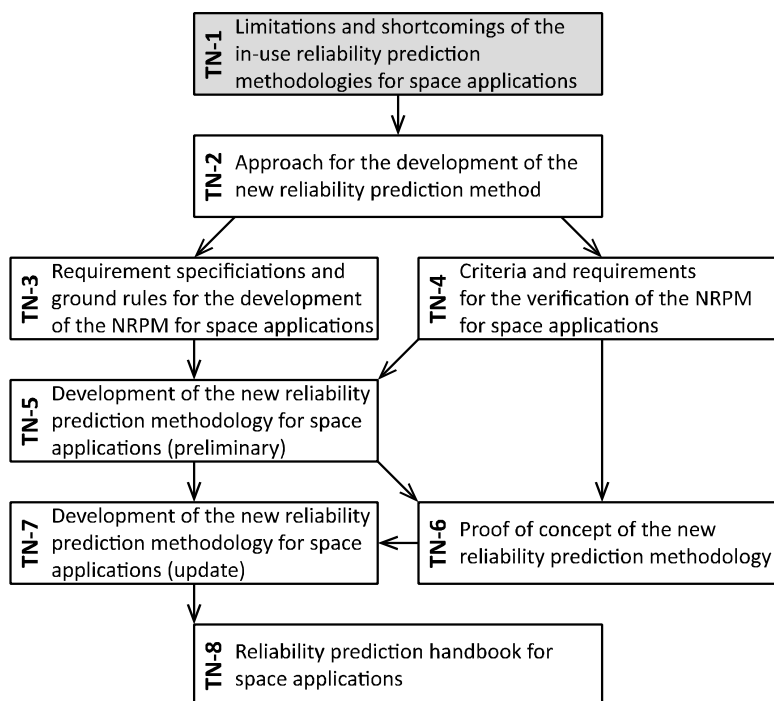 TN-1
Limitations and shortcomings of the
in-use reliability prediction
methodologies for space applications
TN-2
Approach for the development of the
new reliability prediction method
TN-3
Requirement specificiations and
ground rules for the development
of the NRPM for space applications
TN-4
Criteria and requirements
for the verification of the NRPM
for space applications
TN-5
Development of the new reliability
prediction methodology for space
applications (preliminary)
TN-7
Development of the new reliability
prediction methodology for space
applications (update)
TN-6
Proof of concept of the new
reliability prediction methodology
TN-8
Reliability prediction handbook for
space applications